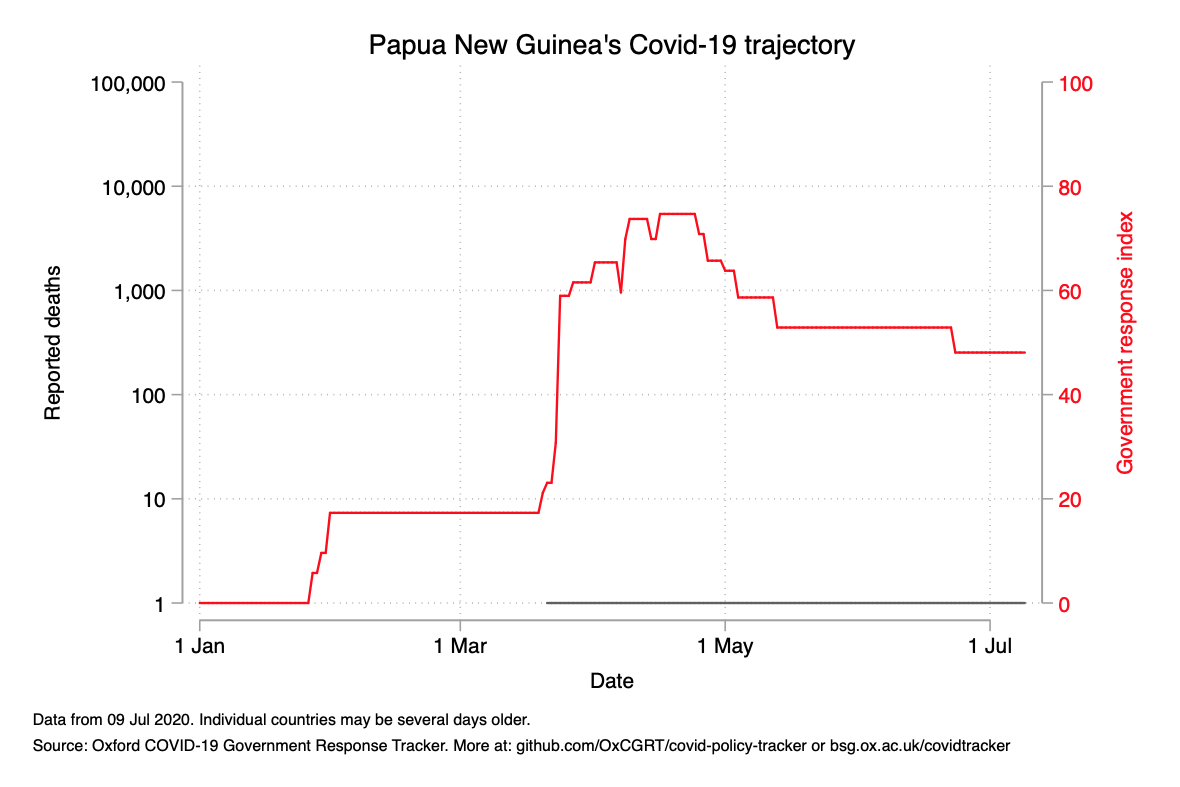 Papua New Guinea's Covid-19 trajectory
100,000
10,000
1,000
100
10
1
Reported deaths
100
80
60
40
20
0
Government response index
1 Jan
1 Mar
1 May
1 Jul
Date
Data from 09 Jul 2020. Individual countries may be several days older.
Source: Oxford COVID-19 Government Response Tracker. More at: github.com/OxCGRT/covid-policy-tracker or bsg.ox.ac.uk/covidtracker